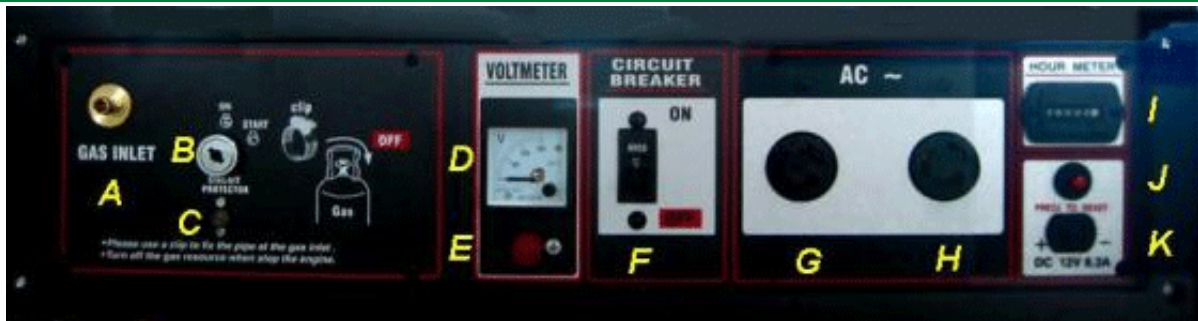 GAS INLET
A
B
ON
START
clip
OFF
CIRCUIT
PROTECTOR
Gas
C
•Please use a clip to fix the pipe at the gas inlet .
•Turn off the gas resource when stop the engine.
VOLTMETER
V
D
E
CIRCUIT
BREAKER
ON
OFF
F
AC ~
G
H
HOUR METER
I
J
PRESS TO RESET
+ -
K
DC 12V 8.3A